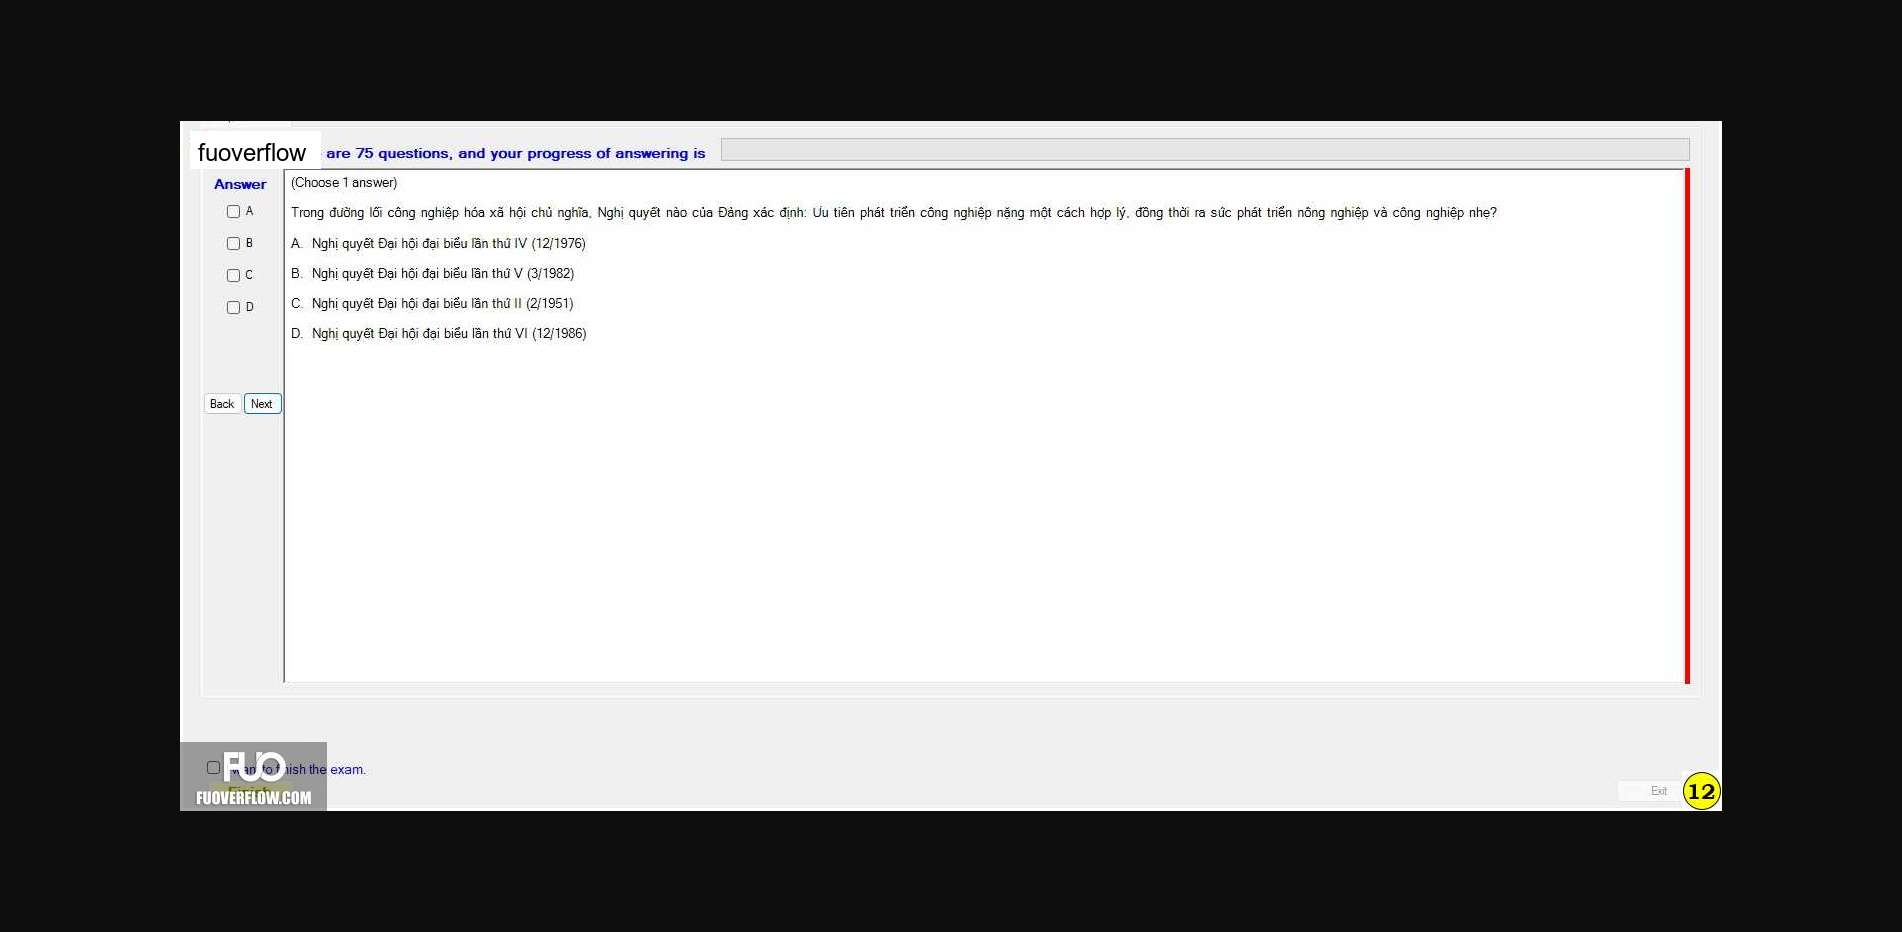 fuoverflow are 75 questions, and your progress of answering is
Answer
(Choose 1 answer)
A
Trong đường lối công nghiệp hóa xã hội chủ nghĩa, Nghị quyết nào của Đảng xác định: Ưu tiên phát triển công nghiệp nặng một cách hợp lý, đồng thời ra sức phát triển nông nghiệp và công nghiệp nhẹ?
B
A. Nghị quyết Đại hội đại biểu lần thứ IV (12/1976)
C
B. Nghị quyết Đại hội đại biểu lần thứ V (3/1982)
D
C. Nghị quyết Đại hội đại biểu lần thứ II (2/1951)
D. Nghị quyết Đại hội đại biểu lần thứ VI (12/1986)
Back Next
FUO
to finish the exam.
Finish
FUOVERFLOW.COM
Exit
12